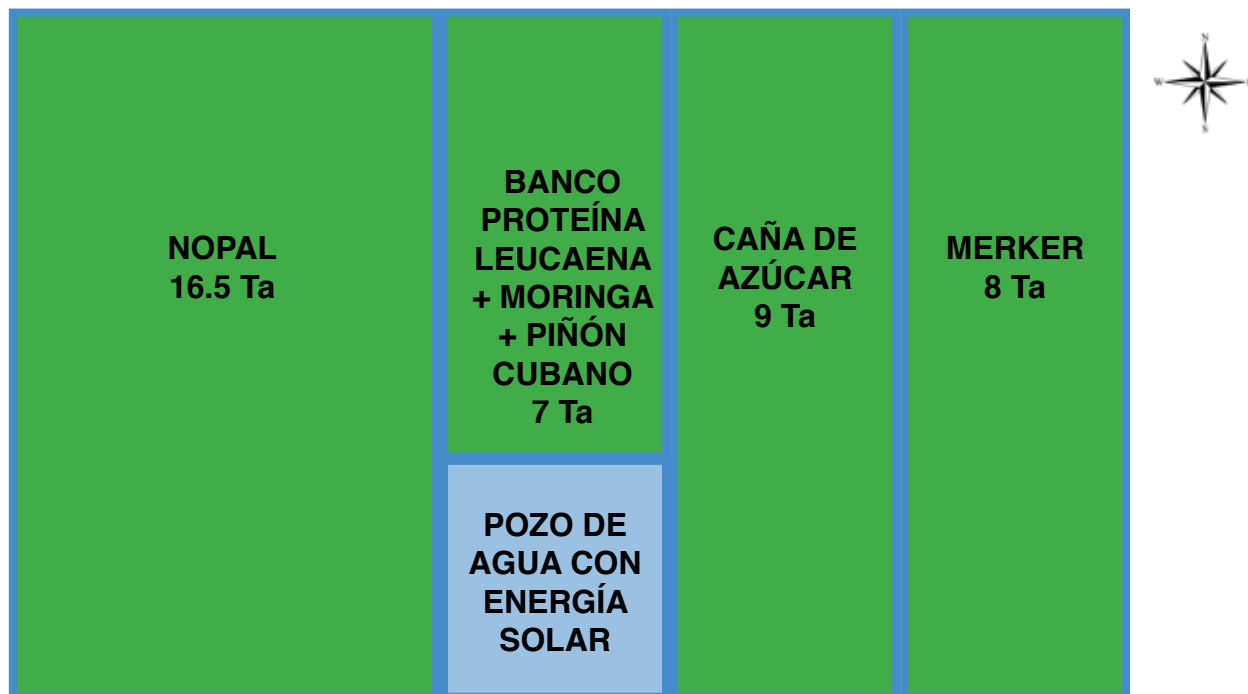 NOPAL
16.5 Ta
BANCO
PROTEÍNA
LEUCAENA
+ MORINGA
+ PIÑÓN
CUBANO
7 Ta
POZO DE
AGUA CON
ENERGÍA
SOLAR
CAÑA DE
AZÚCAR
9 Ta
MERKER
8 Ta
N
W
S